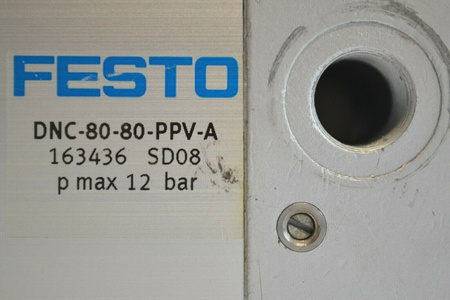 FESTO
DNC-80-80-PPV-A
163436 SD08
p max 12 bar